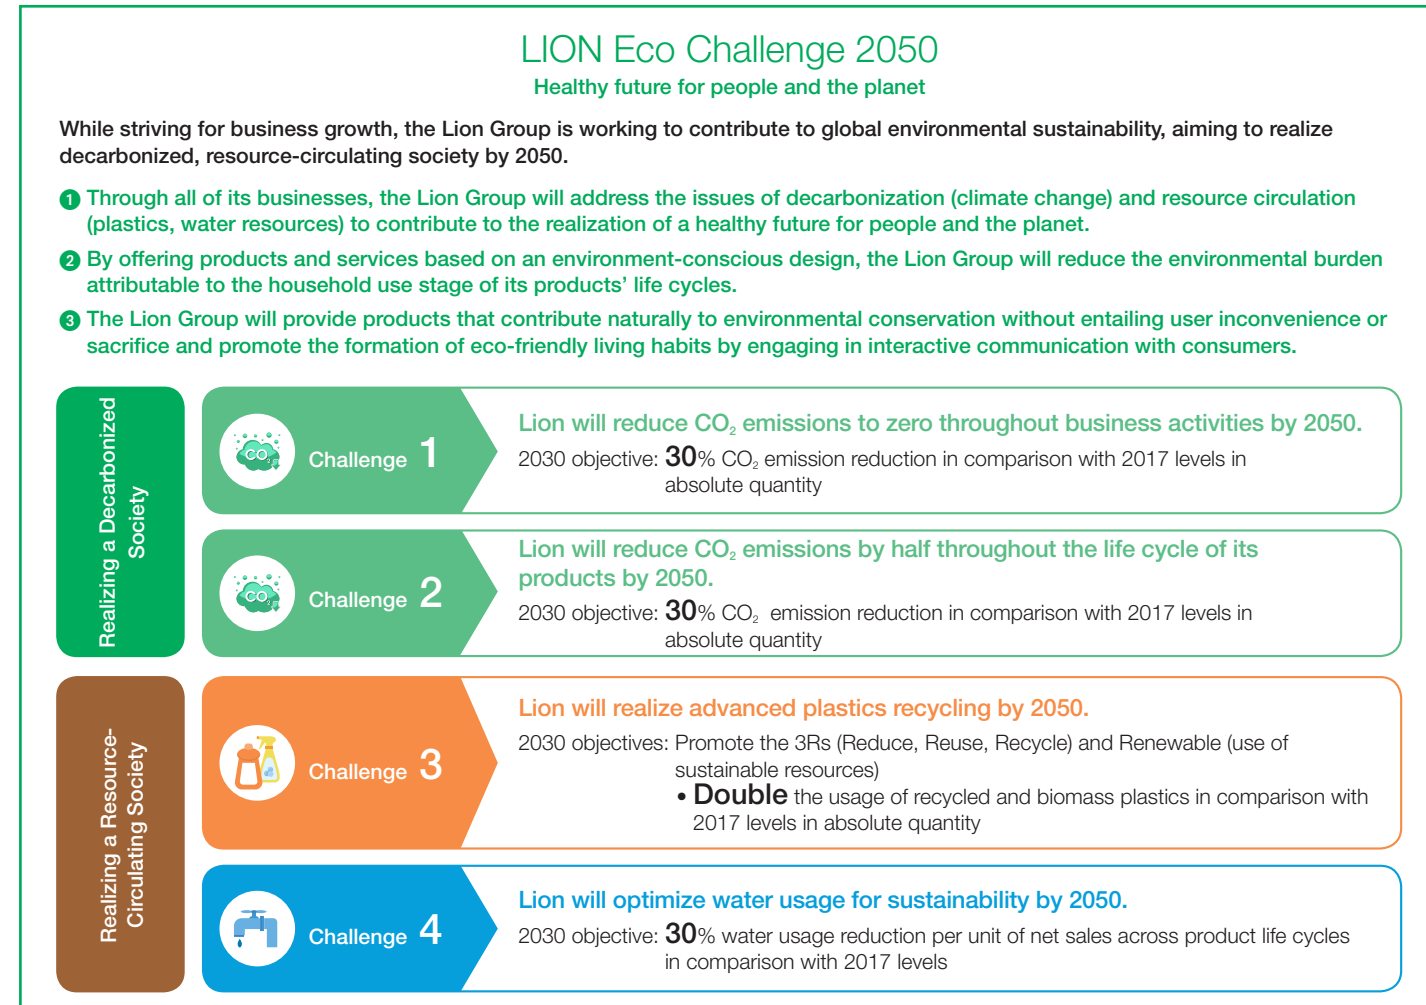 LION Eco Challenge 2050
Healthy future for people and the planet
While striving for business growth, the Lion Group is working to contribute to global environmental sustainability, aiming to realize
decarbonized, resource-circulating society by 2050.
❶ Through all of its businesses, the Lion Group will address the issues of decarbonization (climate change) and resource circulation
(plastics, water resources) to contribute to the realization of a healthy future for people and the planet.
❷ By offering products and services based on an environment-conscious design, the Lion Group will reduce the environmental burden
attributable to the household use stage of its products’ life cycles.
❸ The Lion Group will provide products that contribute naturally to environmental conservation without entailing user inconvenience or
sacrifice and promote the formation of eco-friendly living habits by engaging in interactive communication with consumers.
Realizing a Decarbonized
Society
CO₂
Challenge 1
Lion will reduce CO₂ emissions to zero throughout business activities by 2050.
2030 objective: 30% CO₂ emission reduction in comparison with 2017 levels in
absolute quantity
CO₂
Challenge 2
Lion will reduce CO₂ emissions by half throughout the life cycle of its
products by 2050.
2030 objective: 30% CO₂ emission reduction in comparison with 2017 levels in
absolute quantity
Realizing a Resource-
Circulating Society
Challenge 3
Lion will realize advanced plastics recycling by 2050.
2030 objectives: Promote the 3Rs (Reduce, Reuse, Recycle) and Renewable (use of
sustainable resources)
• Double the usage of recycled and biomass plastics in comparison with
2017 levels in absolute quantity
Challenge 4
Lion will optimize water usage for sustainability by 2050.
2030 objective: 30% water usage reduction per unit of net sales across product life cycles
in comparison with 2017 levels